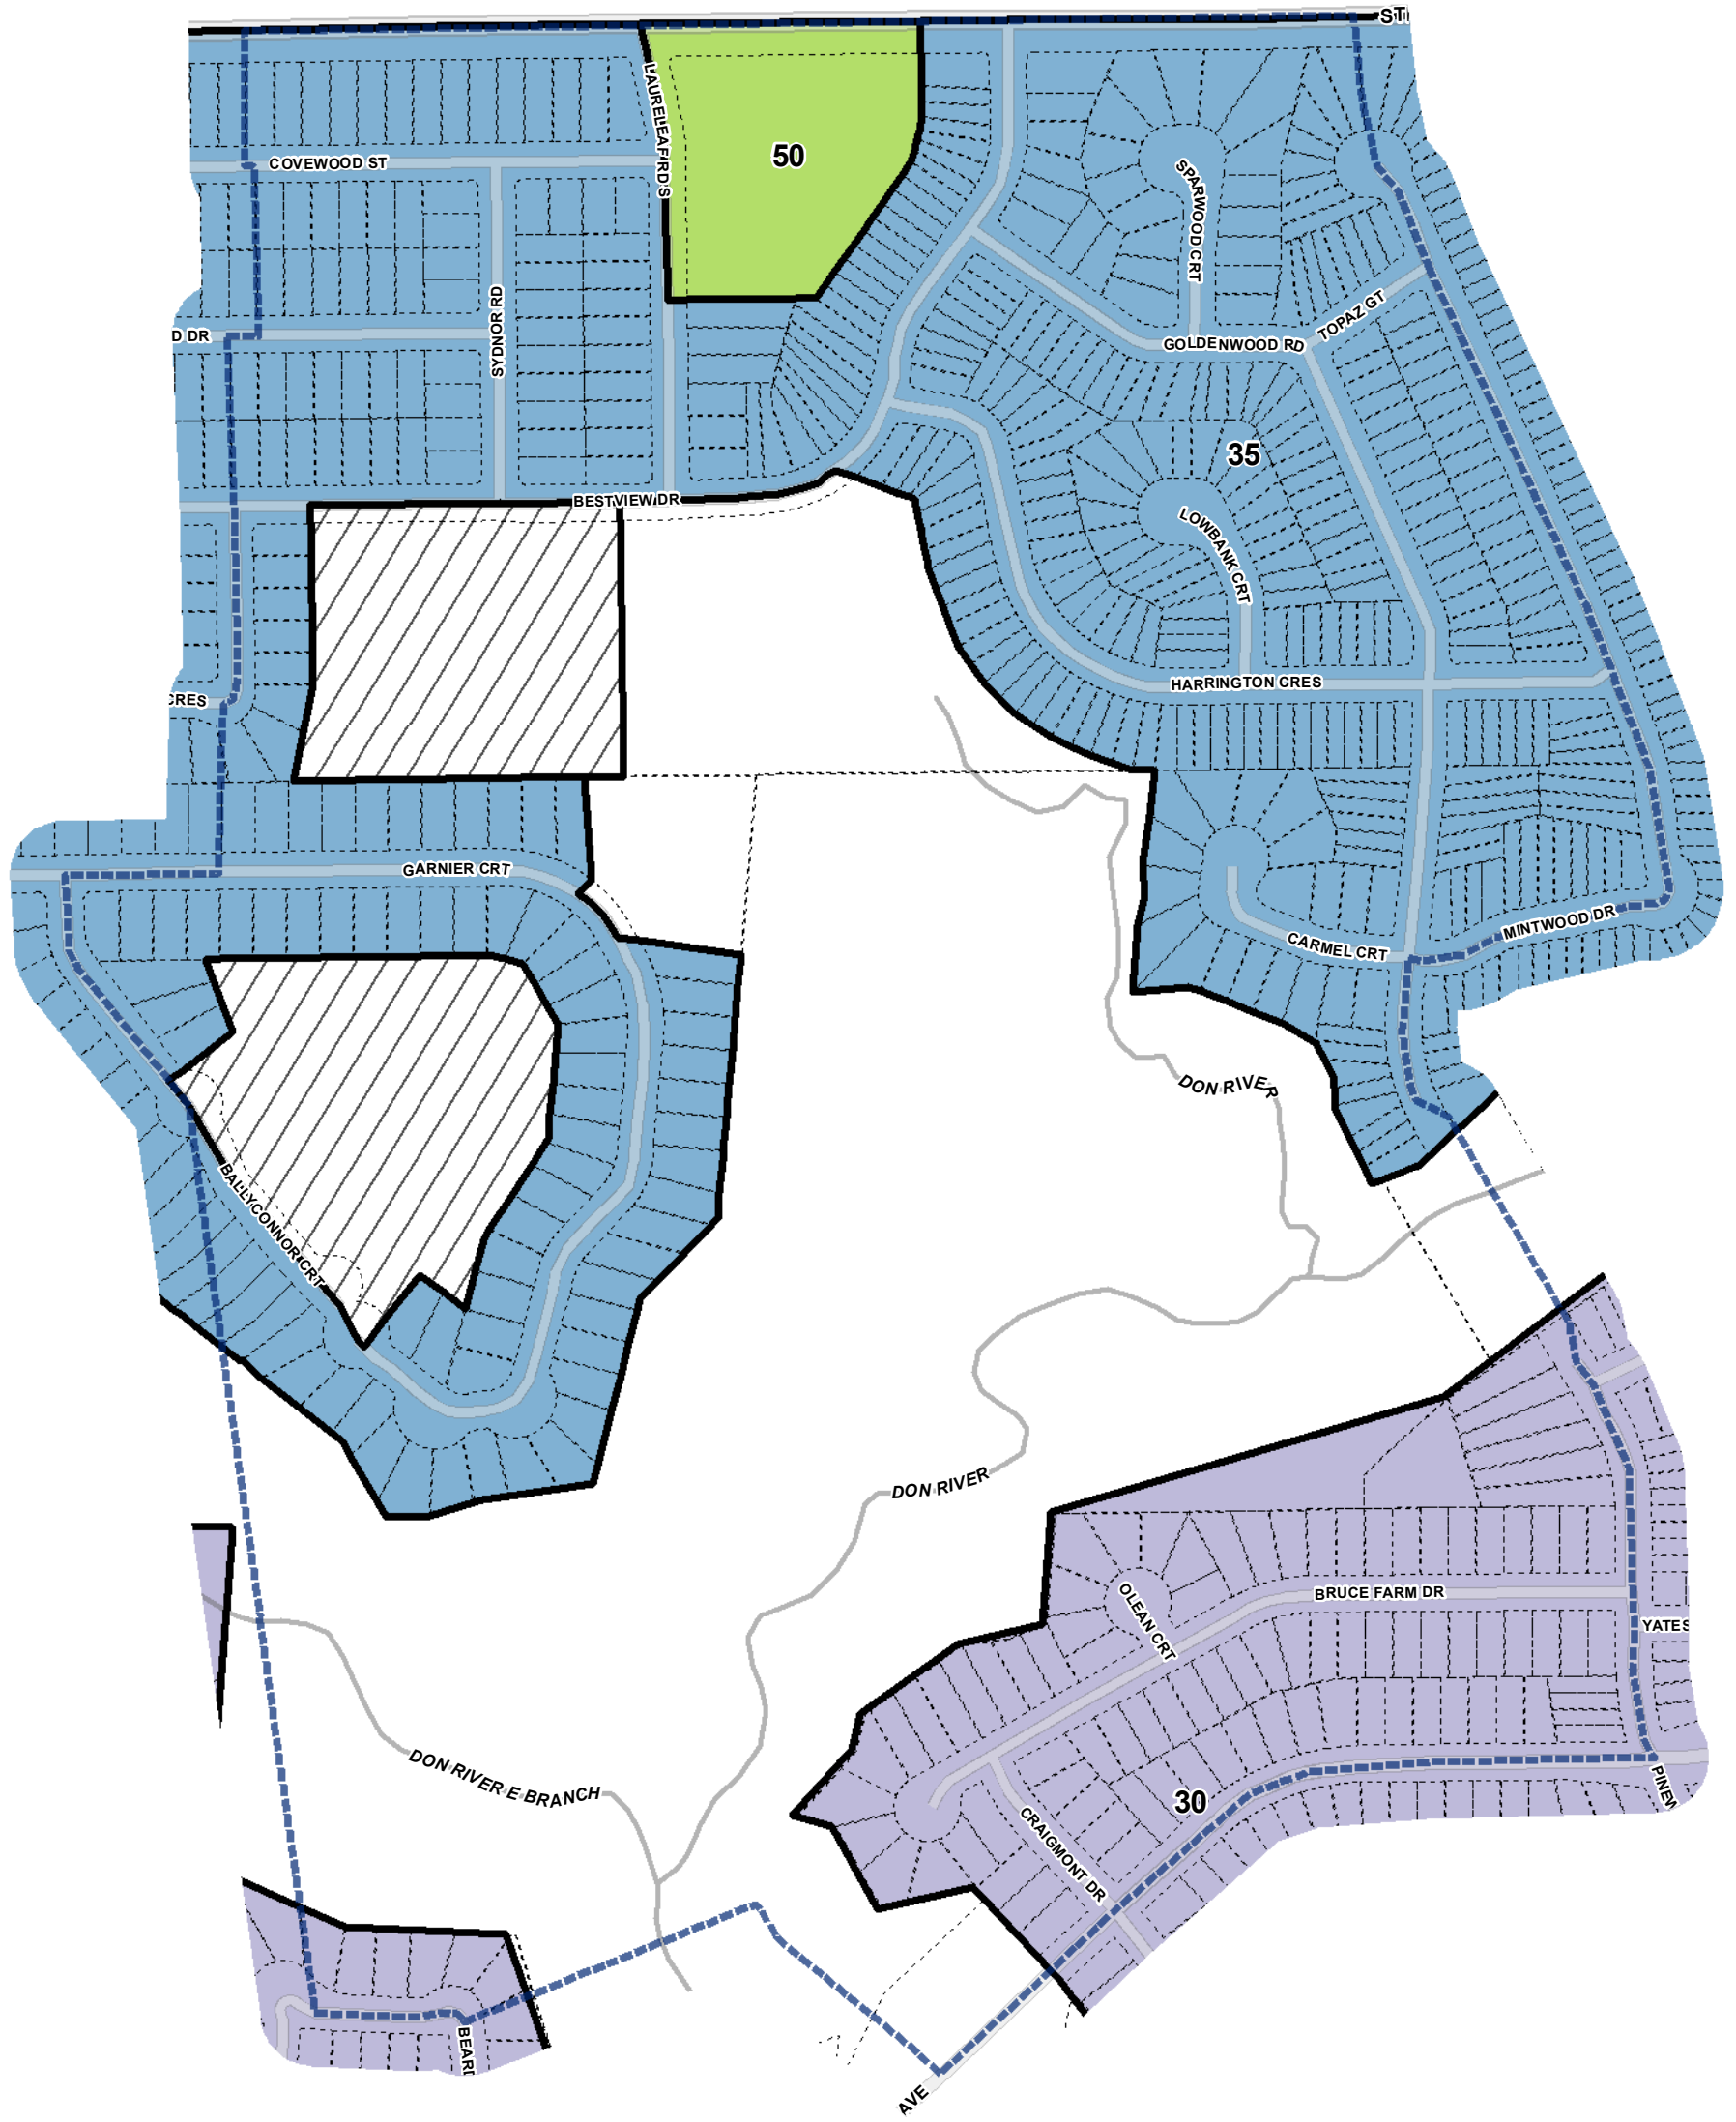 ST
LAURELEAF RD S
50
COVEWOOD ST
SPARWOOD CRT
SYDNOR RD
TOPAZ GT
D DR
GOLDENWOOD RD
35
BESTVIEW DR
LOWBANK CRT
HARRINGTON CRES
CRES
GARNIER CRT
MINTWOOD DR
CARMEL CRT
DON RIVER
BALLYCONNOR CRT
DON RIVER
OLEAN CRT
BRUCE FARM DR
YATES
DON RIVER E BRANCH
30
PINEW
CRAIGMONT DR
BEARD
AVE